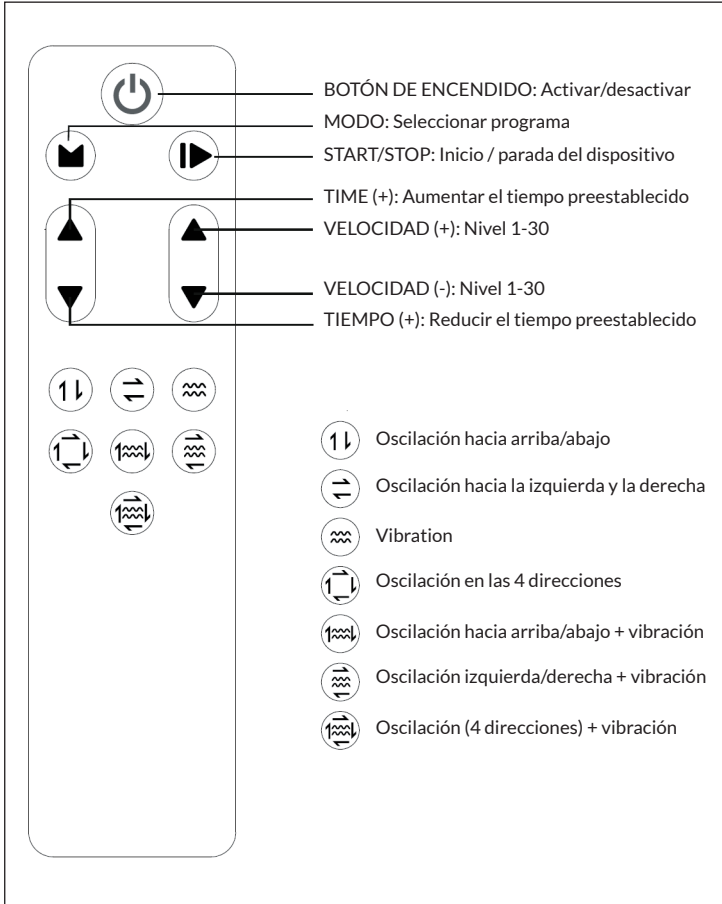 BOTÓN DE ENCENDIDO: Activar/desactivar
MODO: Seleccionar programa
START/STOP: Inicio / parada del dispositivo
TIME (+): Aumentar el tiempo preestablecido
VELOCIDAD (+): Nivel 1-30
VELOCIDAD (-): Nivel 1-30
TIEMPO (+): Reducir el tiempo preestablecido
Oscilación hacia arriba/abajo
Oscilación hacia la izquierda y la derecha
Vibration
Oscilación en las 4 direcciones
Oscilación hacia arriba/abajo + vibración
Oscilación izquierda/derecha + vibración
Oscilación (4 direcciones) + vibración